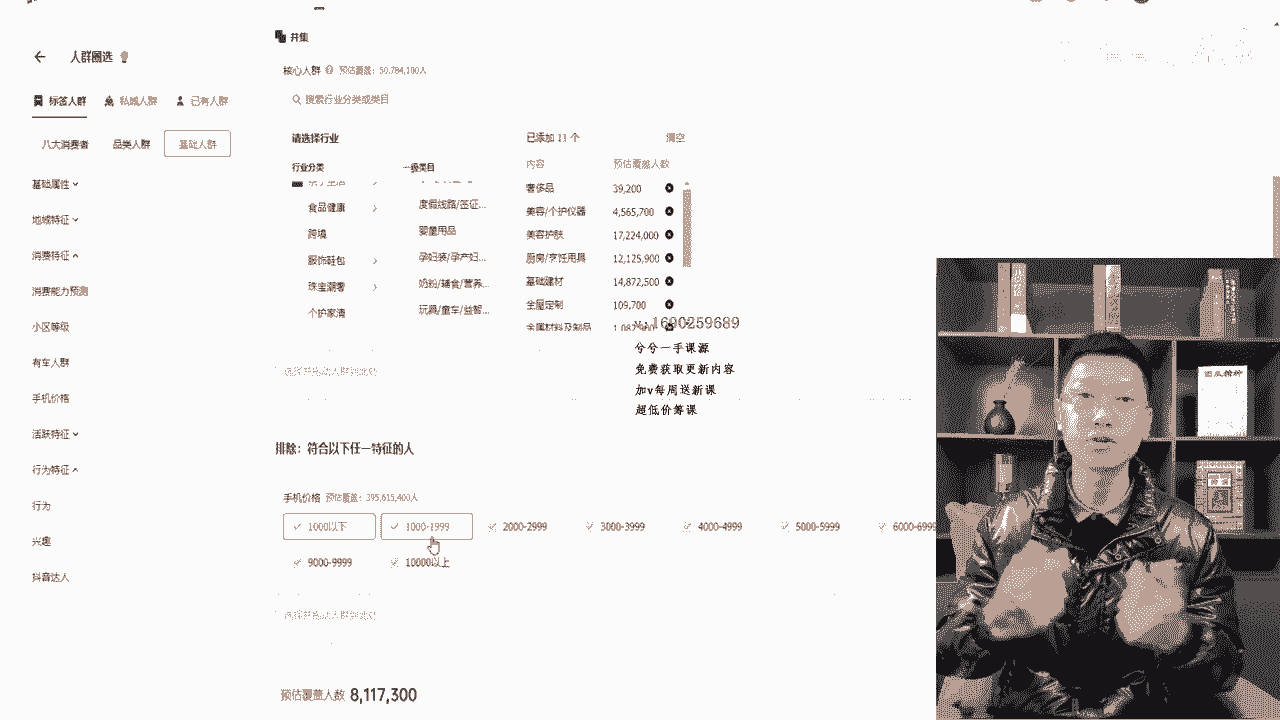 并集
人群圈选
核心人群 预估覆盖：50,784,100人
标签人群 私域人群 已有人群
搜索行业分类或类目
八大消费者 品类人群 基础人群
请选择行业 已添加 13 个 清空
行业分类 一级类目 内容 预估覆盖人数
基础属性
奢侈品 39,200
食品健康 度假线路/签证...
美容/个护仪器 4,565,700
地域特征
跨境 婴童用品
美容护肤 17,224,000
消费特征
服饰鞋包 孕妇装/孕产妇...
厨房/烹饪用具 12,125,900
消费能力预测
珠宝潮奢 奶粉/辅食/营养...
基础建材 14,872,500
个护家清 玩具/童车/益智...
全屋定制 109,700
小区等级
金属材料及制品
v:1690259689
兮兮一手课源
有车人群
免费获取更新内容
加v每周送新课
手机价格
超低价筹课
活跃特征
排除：符合以下任一特征的人
行为特征
手机价格 预估覆盖：395,615,400人
行为
1000以下 1000-1999 2000-2999 3000-3999 4000-4999 5000-5999 6000-6999
兴趣
9000-9999 10000以上
抖音达人
预估覆盖人数 8,117,300